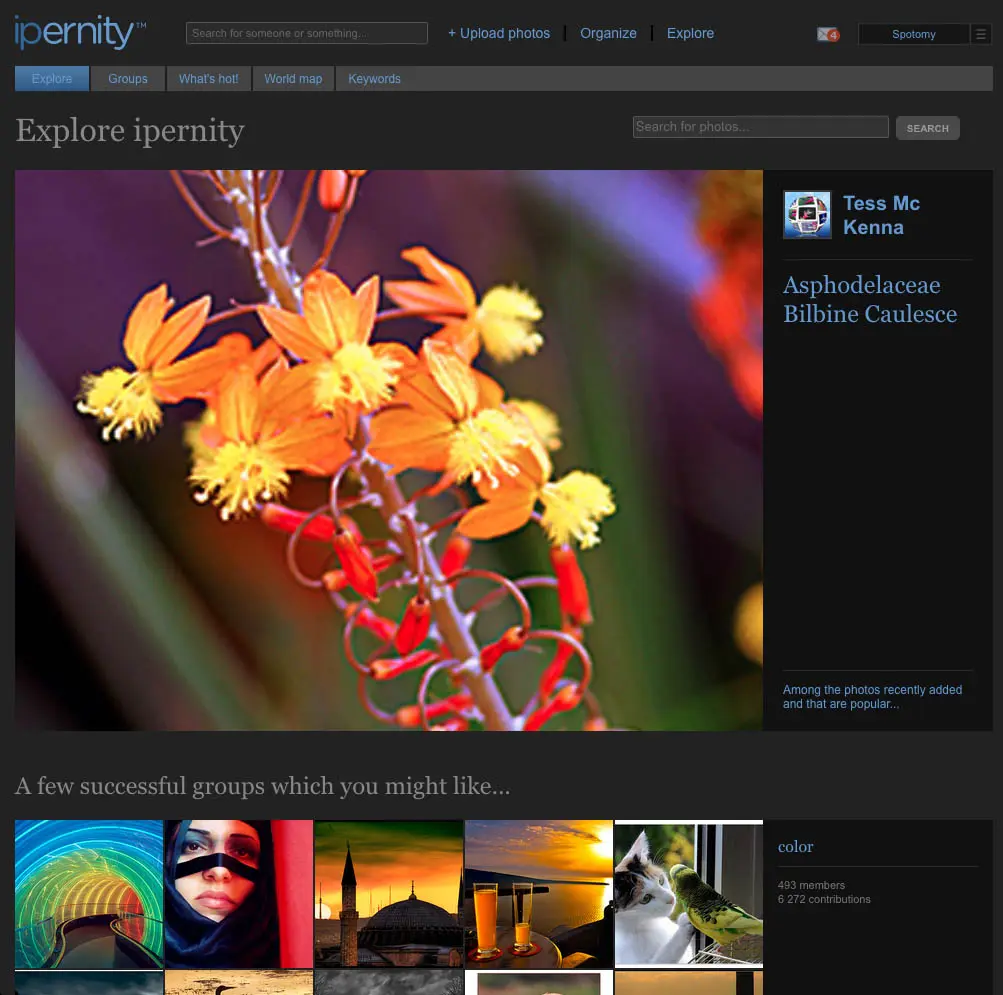 ipernity™
Search for someone or something...
+ Upload photos
Organize
Explore
4
Spotomy
Explore
Groups
What's hot!
World map
Keywords
Explore ipernity
Search for photos...
SEARCH
Tess Mc
Kenna
Asphodelaceae
Bilbine Caulesce
Among the photos recently added
and that are popular...
A few successful groups which you might like...
color
493 members
6 272 contributions